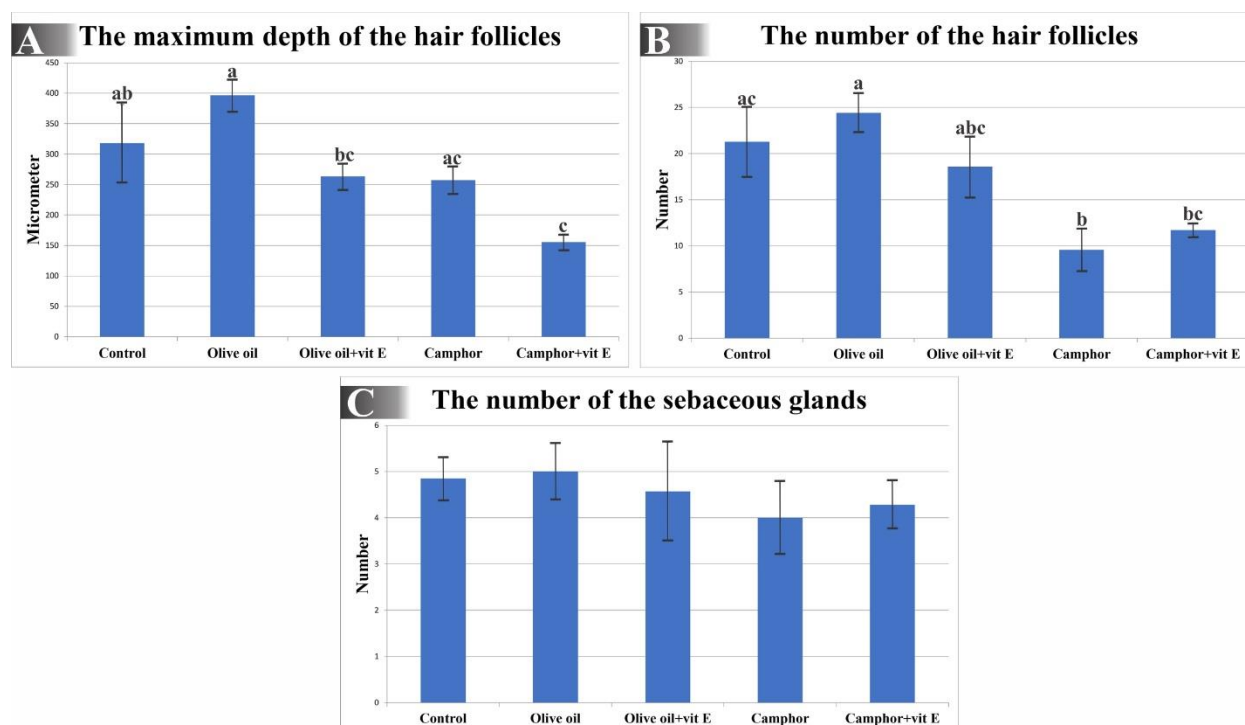 A The maximum depth of the hair follicles
Micrometer
450
400
350
300
250
200
150
100
50
0
ab
a
bc
ac
c
Control Olive oil Olive oil+vit E Camphor Camphor+vit E
B The number of the hair follicles
Number
30
25
20
15
10
5
0
ac
a
abc
b
bc
Control Olive oil Olive oil+vit E Camphor Camphor+vit E
C The number of the sebaceous glands
Number
6
5
4
3
2
1
0
Control Olive oil Olive oil+vit E Camphor Camphor+vit E